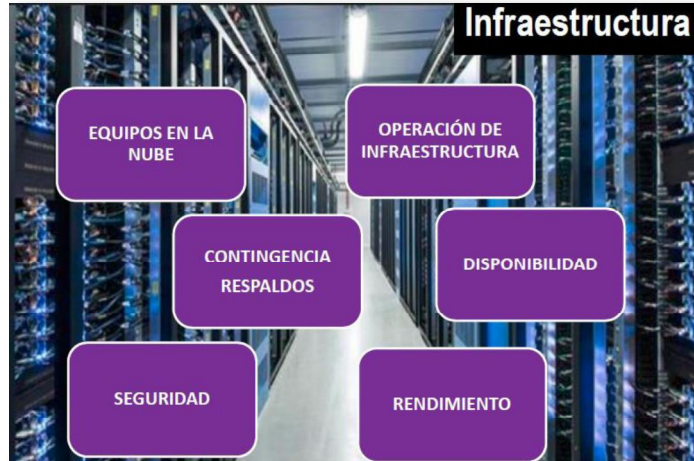 Infraestructura
EQUIPOS EN LA
NUBE
OPERACIÓN DE
INFRAESTRUCTURA
CONTINGENCIA
RESPALDOS
DISPONIBILIDAD
SEGURIDAD
RENDIMIENTO